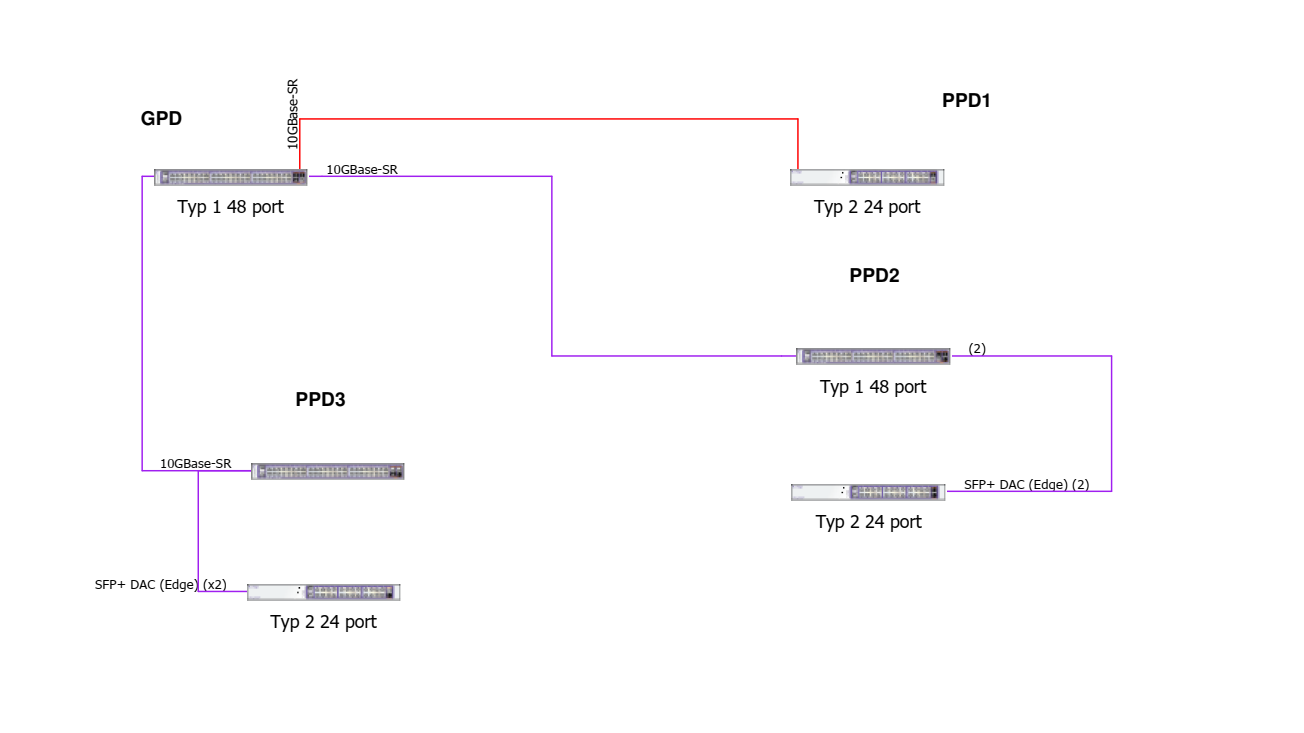 PPD1
GPD
10GBase-SR
10GBase-SR
Typ 1 48 port
Typ 2 24 port
PPD2
(2)
Typ 1 48 port
PPD3
10GBase-SR
SFP+ DAC (Edge) (2)
Typ 2 24 port
SFP+ DAC (Edge) (x2)
Typ 2 24 port